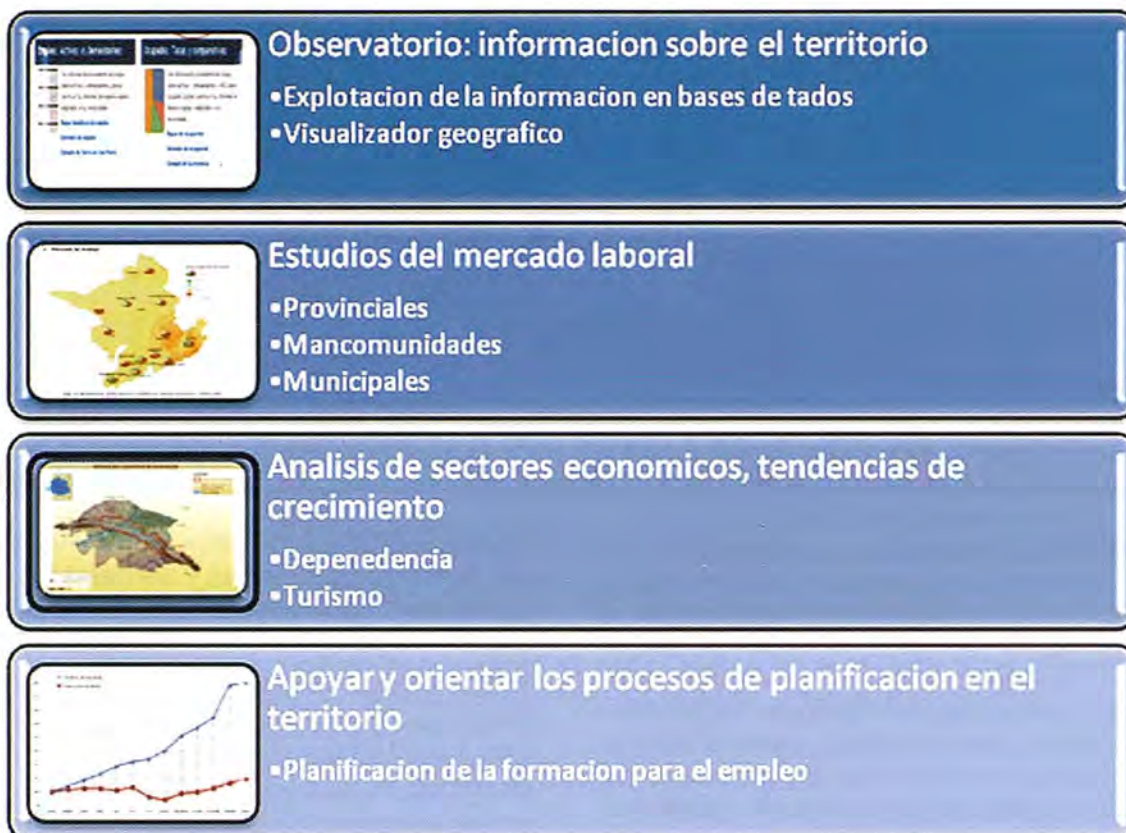 Observatorio: informacion sobre el territorio
•Explotacion de la informacion en bases de tados
•Visualizador geografico
Estudios del mercado laboral
•Provinciales
•Mancomunidades
•Municipales
Analisis de sectores economicos, tendencias de
crecimiento
•Depenedencia
•Turismo
Apoyar y orientar los procesos de planificacion en el
territorio
•Planificacion de la formacion para el empleo